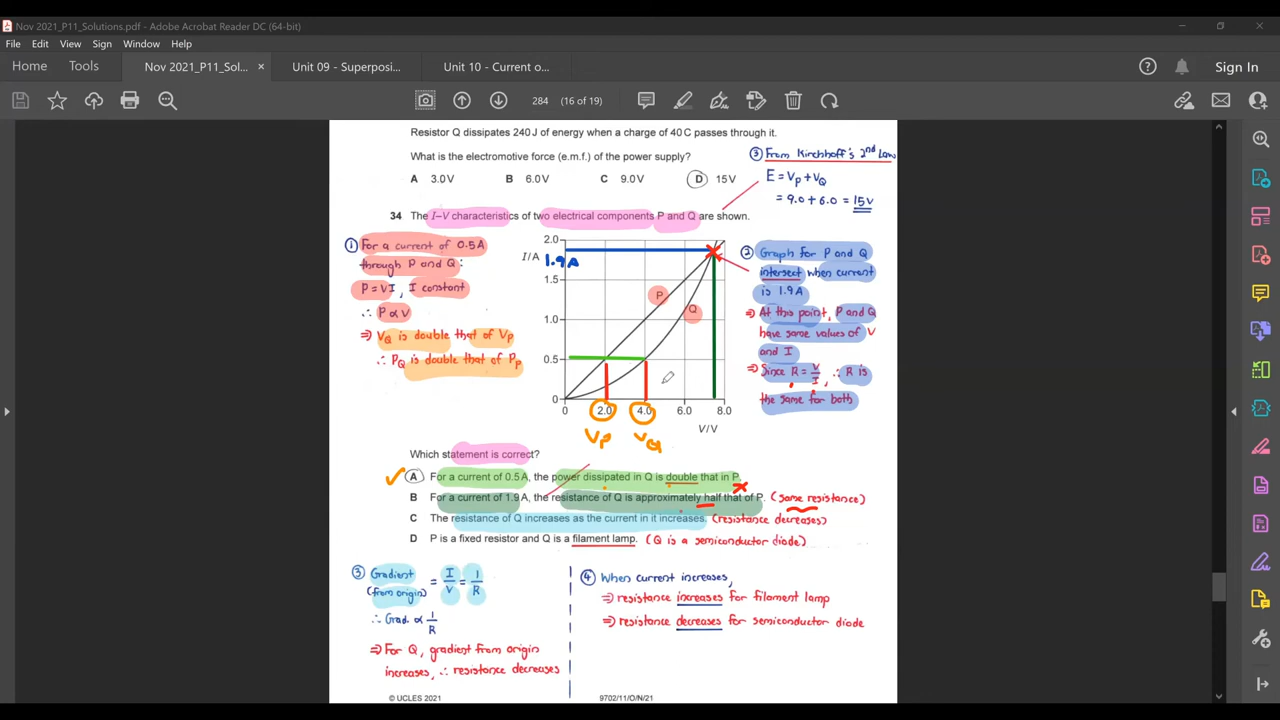 Nov 2021_P11_Solutions.pdf - Adobe Acrobat Reader DC (64-bit)
File Edit View Sign Window Help
Home Tools Nov 2021_P11_Sol... × Unit 09 - Superposi... Unit 10 - Current o... Sign In
284 (16 of 19)
Resistor Q dissipates 240 J of energy when a charge of 40 C passes through it.
What is the electromotive force (e.m.f.) of the power supply?
A 3.0 V B 6.0 V C 9.0 V D 15 V
③ From Kirchhoff's 2nd Law
E = VP + VQ
= 9.0 + 6.0 = 15V
34 The I–V characteristics of two electrical components P and Q are shown.
① For a current of 0.5 A
through P and Q:
P = VI, I constant
∴ P ∝ V
⇒ VQ is double that of VP
∴ PQ is double that of PP
I / A
2.0
1.9A
1.5
1.0
0.5
0
P
Q
0 2.0 4.0 6.0 8.0
V / V
VP VQ
② Graph for P and Q
intersect when current
is 1.9 A
⇒ At this point, P and Q
have same values of V
and I
⇒ Since R = V/I, ∴ R is
the same for both
Which statement is correct?
A For a current of 0.5 A, the power dissipated in Q is double that in P.
B For a current of 1.9 A, the resistance of Q is approximately half that of P. (same resistance)
C The resistance of Q increases as the current in it increases. (resistance decreases)
D P is a fixed resistor and Q is a filament lamp. (Q is a semiconductor diode)
③ Gradient = I/V = 1/R
(from origin)
∴ Grad. ∝ 1/R
⇒ For Q, gradient from origin
increases, ∴ resistance decreases
④ When current increases,
⇒ resistance increases for filament lamp
⇒ resistance decreases for semiconductor diode
© UCLES 2021 9702/11/O/N/21